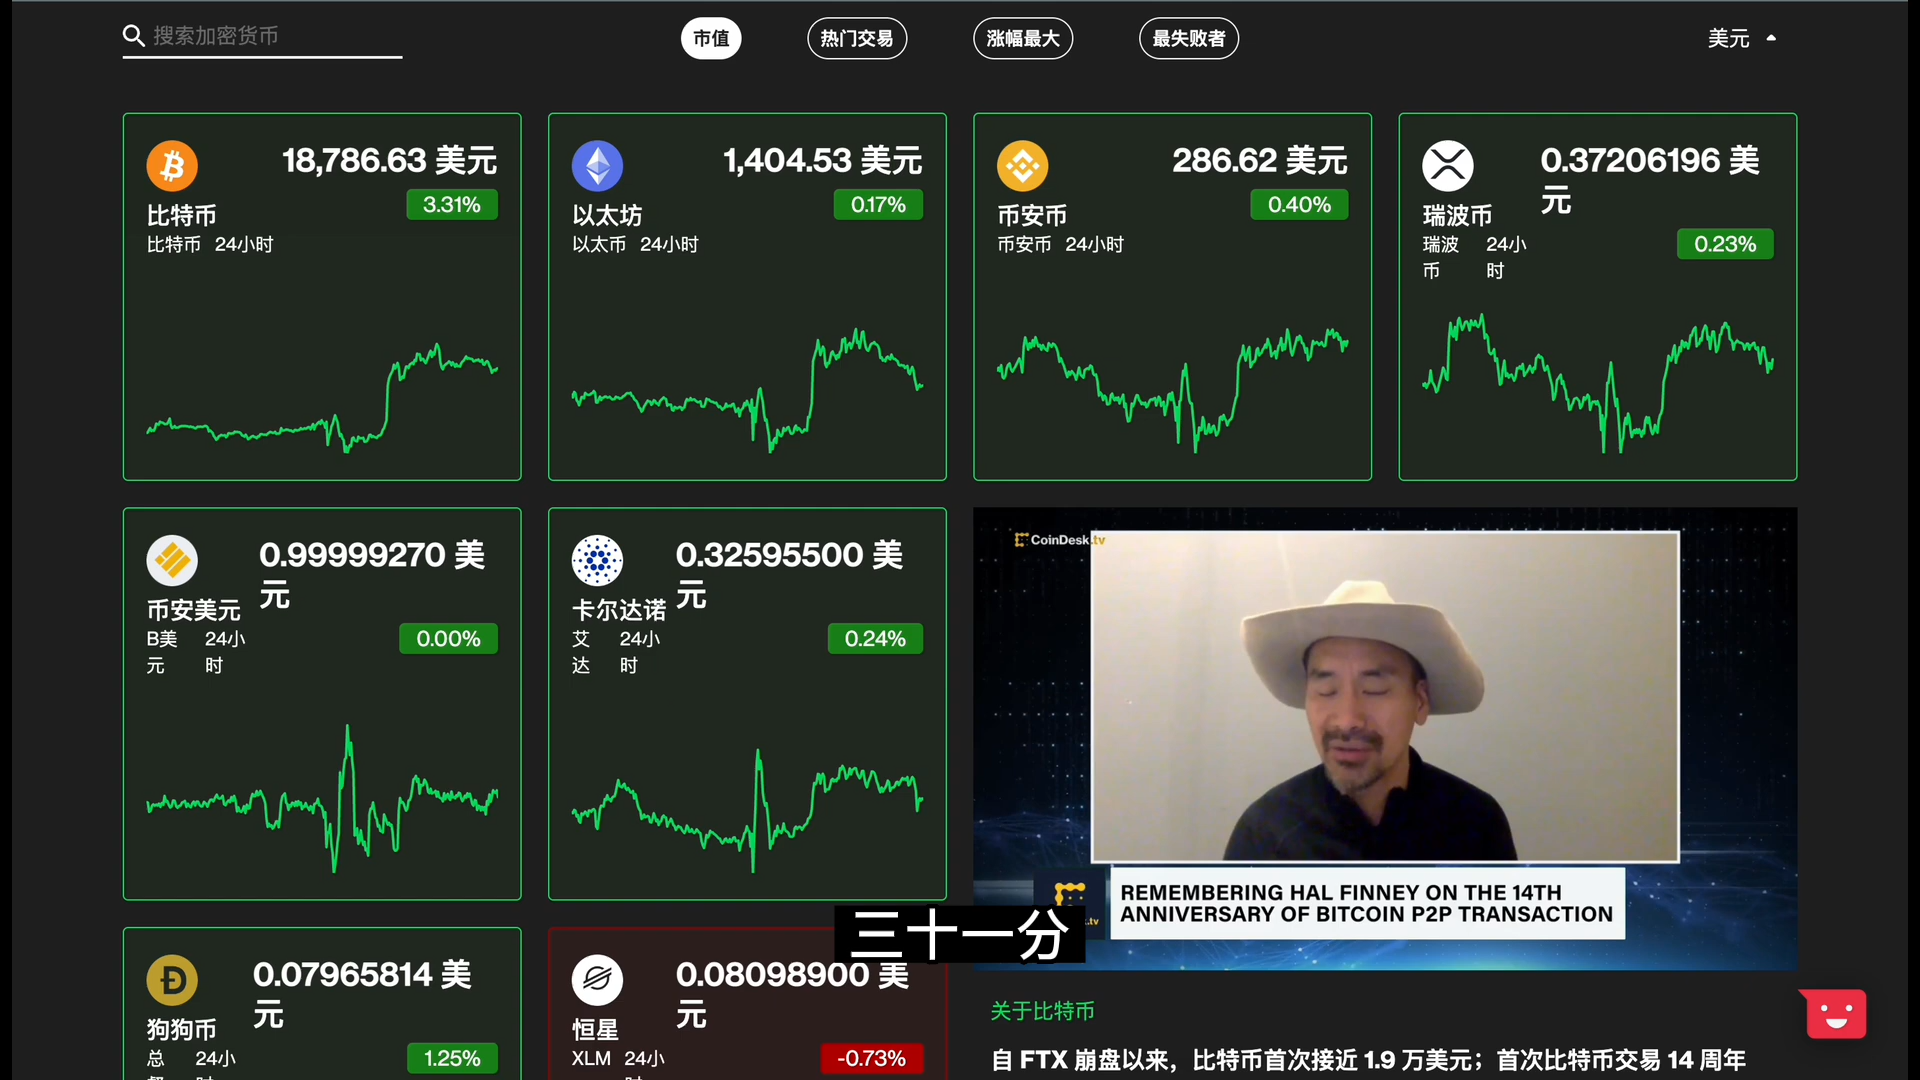 搜索加密货币
市值
热门交易
涨幅最大
最失败者
美元
18,786.63 美元
3.31%
比特币
比特币 24小时
1,404.53 美元
0.17%
以太坊
以太币 24小时
286.62 美元
0.40%
币安币
币安币 24小时
0.37206196 美
元
瑞波币
0.23%
瑞波 24小
币 时
0.99999270 美
元
币安美元
B美 24小
元 时
0.00%
0.32595500 美
元
卡尔达诺
艾 24小
达 时
0.24%
CoinDesk.tv
REMEMBERING HAL FINNEY ON THE 14TH
ANNIVERSARY OF BITCOIN P2P TRANSACTION
.tv
三十一分
0.07965814 美
元
狗狗币
总 24小
1.25%
0.08098900 美
元
恒星
XLM 24小
-0.73%
关于比特币
自 FTX 崩盘以来，比特币首次接近 1.9 万美元；首次比特币交易 14 周年